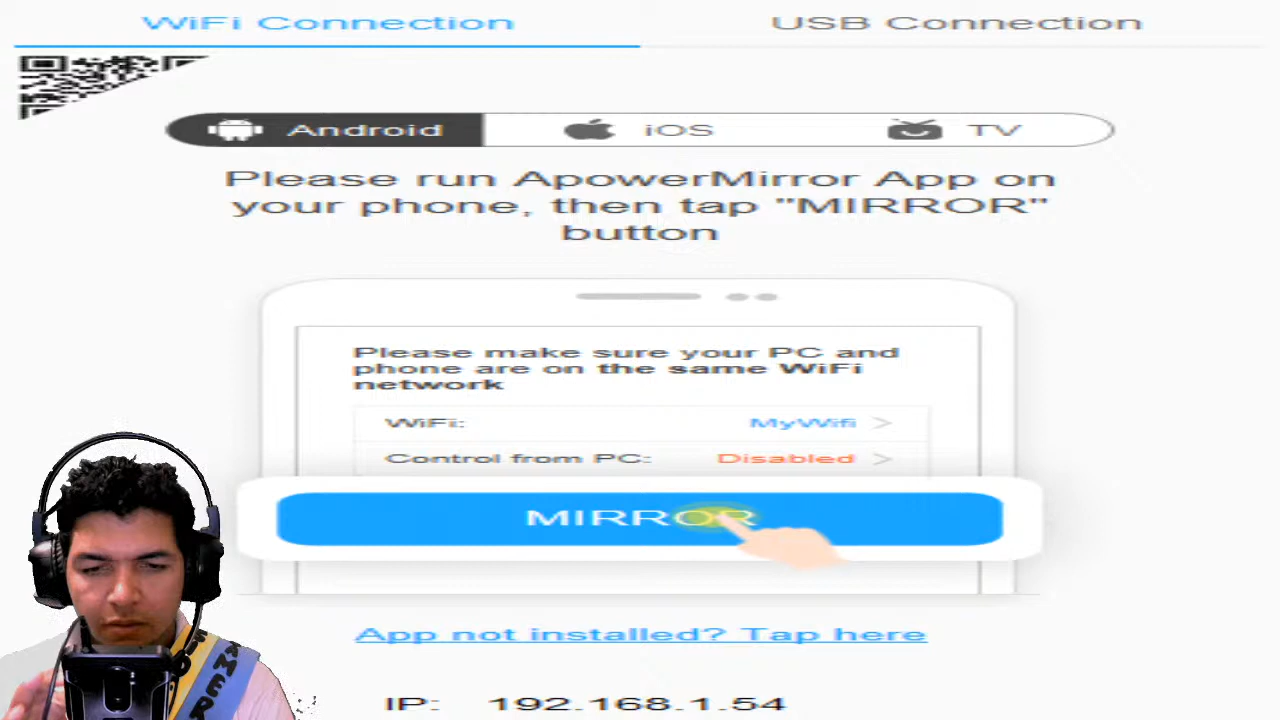 WiFi Connection
USB Connection
Android
iOS
TV
Please run ApowerMirror App on
your phone, then tap "MIRROR"
button
Please make sure your PC and
phone are on the same WiFi
network
WiFi:
MyWifi >
Control from PC:
Disabled >
MIRROR
App not installed? Tap here
IP: 192.168.1.54